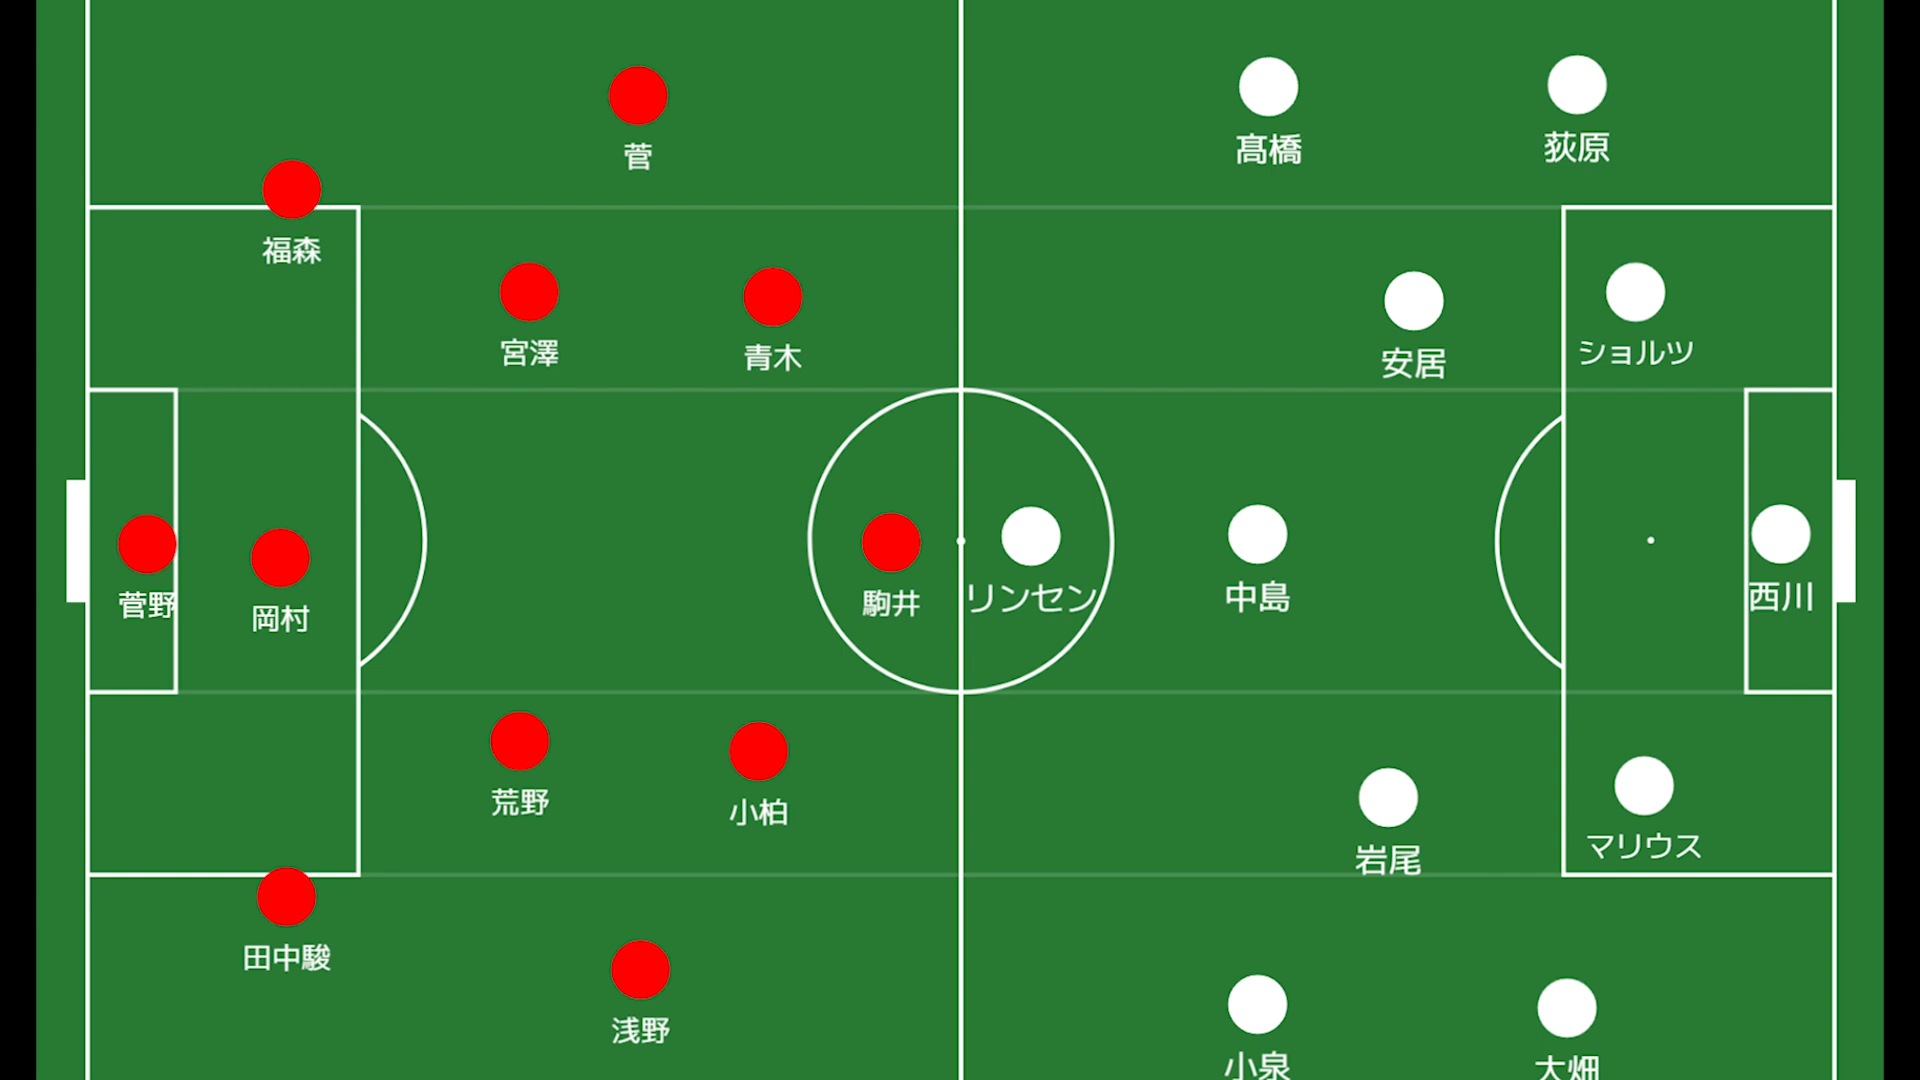 髙橋
荻原
菅
福森
宮澤
青木
安居
ショルツ
菅野
岡村
駒井
リンセン
中島
西川
荒野
小柏
岩尾
マリウス
田中駿
浅野
小泉
大畑